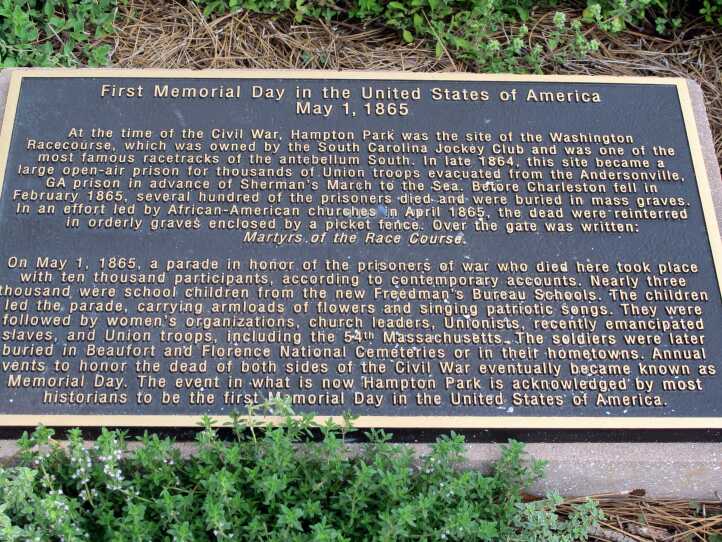 First Memorial Day in the United States of America
May 1, 1865
At the time of the Civil War, Hampton Park was the site of the Washington
Racecourse, which was owned by the South Carolina Jockey Club and was one of the
most famous racetracks of the antebellum South. In late 1864, this site became a
large open-air prison for thousands of Union troops evacuated from the Andersonville,
GA prison in advance of Sherman's March to the Sea. Before Charleston fell in
February 1865, several hundred of the prisoners died and were buried in mass graves.
In an effort led by African-American churches in April 1865, the dead were reinterred
in orderly graves enclosed by a picket fence. Over the gate was written:
Martyrs of the Race Course.
On May 1, 1865, a parade in honor of the prisoners of war who died here took place
with ten thousand participants, according to contemporary accounts. Nearly three
thousand were school children from the new Freedman's Bureau Schools. The children
led the parade, carrying armloads of flowers and singing patriotic songs. They were
followed by women's organizations, church leaders, Unionists, recently emancipated
slaves, and Union troops, including the 54th Massachusetts. The soldiers were later
buried in Beaufort and Florence National Cemeteries or in their hometowns. Annual
vents to honor the dead of both sides of the Civil War eventually became known as
Memorial Day. The event in what is now Hampton Park is acknowledged by most
historians to be the first Memorial Day in the United States of America.